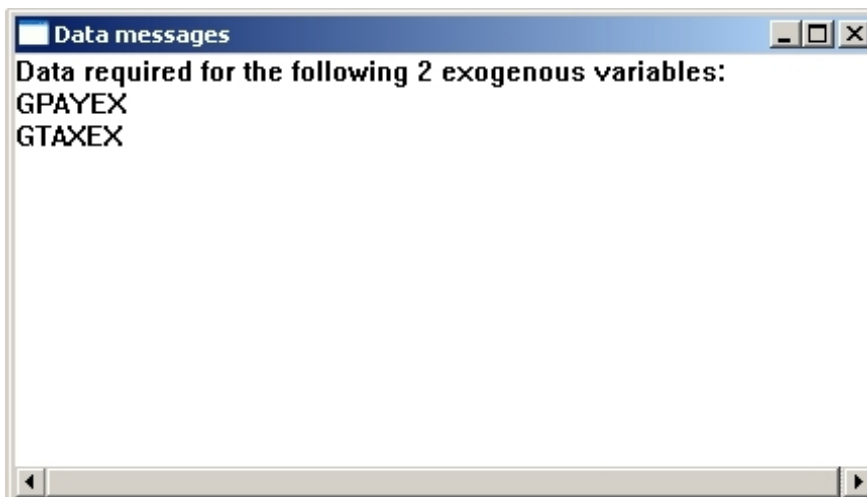 Data messages
Data required for the following 2 exogenous variables:
GPAYEX
GTAXEX